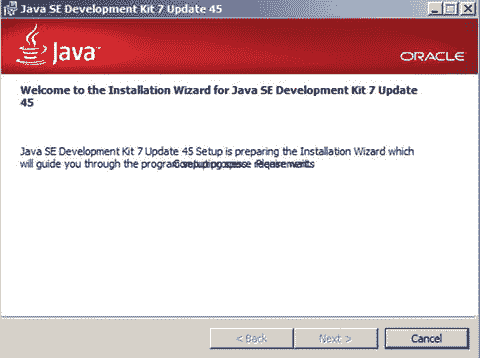 Java SE Development Kit 7 Update 45
Java
ORACLE
Welcome to the Installation Wizard for Java SE Development Kit 7 Update
45
Java SE Development Kit 7 Update 45 Setup is preparing the Installation Wizard which
will guide you through the program
< Back Next > Cancel